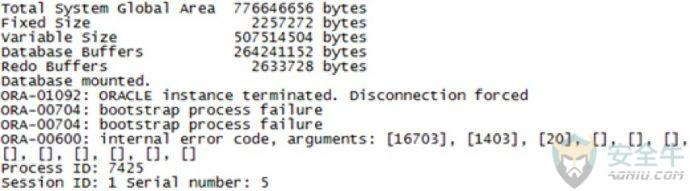 Total System Global Area  776646656 bytes
Fixed Size                  2257272 bytes
Variable Size             507514504 bytes
Database Buffers          264241152 bytes
Redo Buffers                2633728 bytes
Database mounted.
ORA-01092: ORACLE instance terminated. Disconnection forced
ORA-00704: bootstrap process failure
ORA-00704: bootstrap process failure
ORA-00600: internal error code, arguments: [16703], [1403], [20], [], [], [],
[], [], [], [], [], []
Process ID: 7425
Session ID: 1 Serial number: 5
安全牛
AQNIU.COM